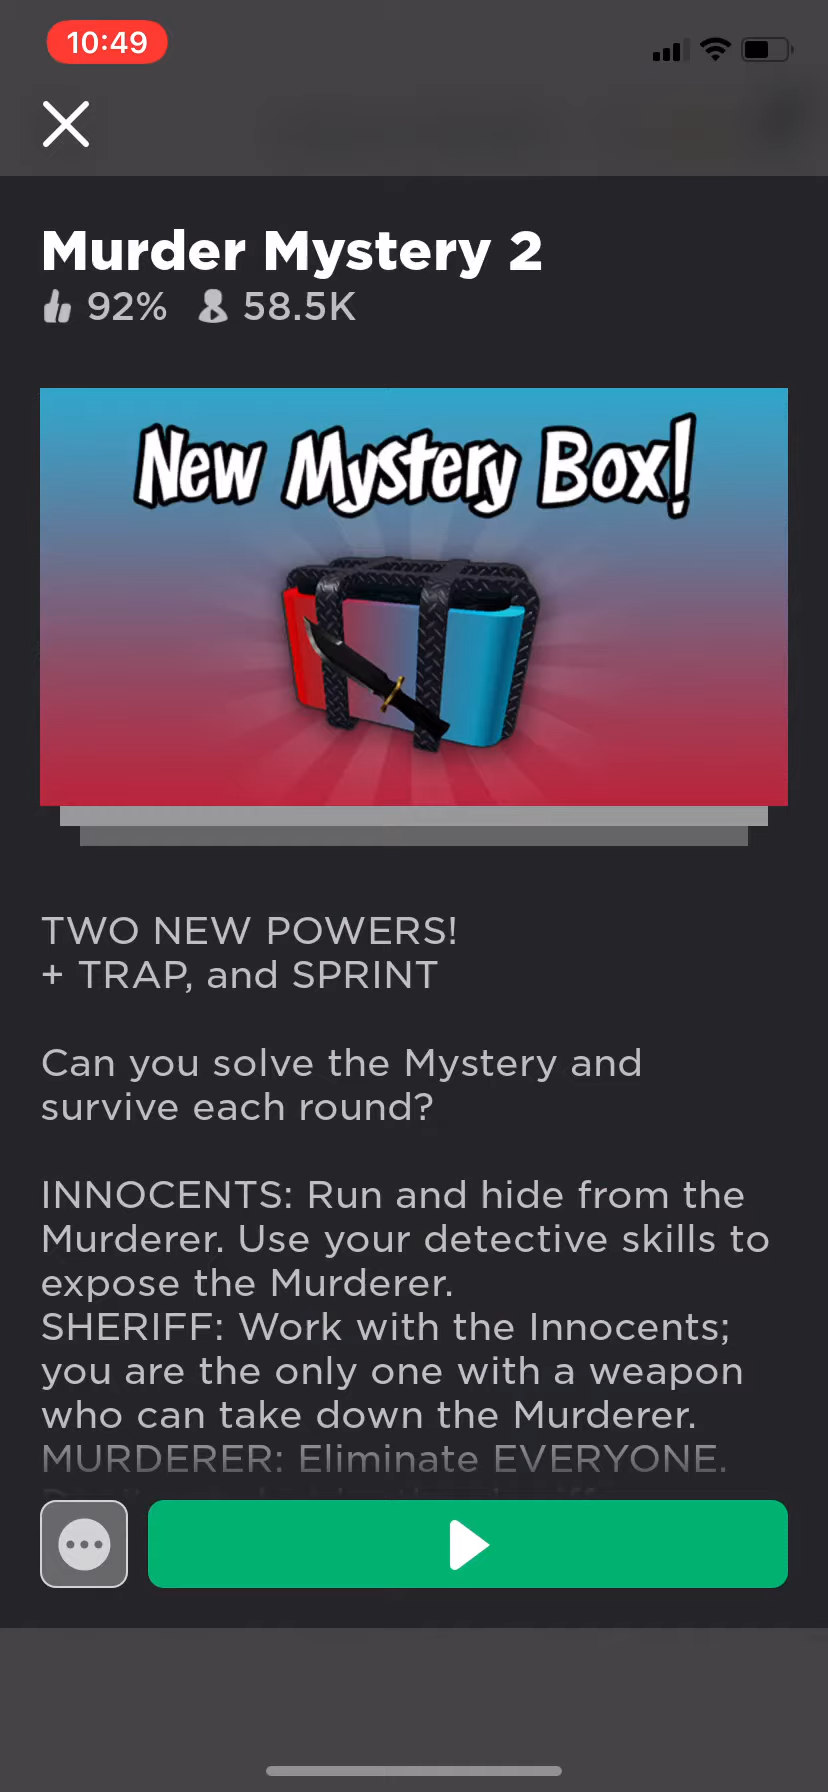 10:49
Murder Mystery 2
92% 58.5K
New Mystery Box!
TWO NEW POWERS!
+ TRAP, and SPRINT
Can you solve the Mystery and
survive each round?
INNOCENTS: Run and hide from the
Murderer. Use your detective skills to
expose the Murderer.
SHERIFF: Work with the Innocents;
you are the only one with a weapon
who can take down the Murderer.
MURDERER: Eliminate EVERYONE.